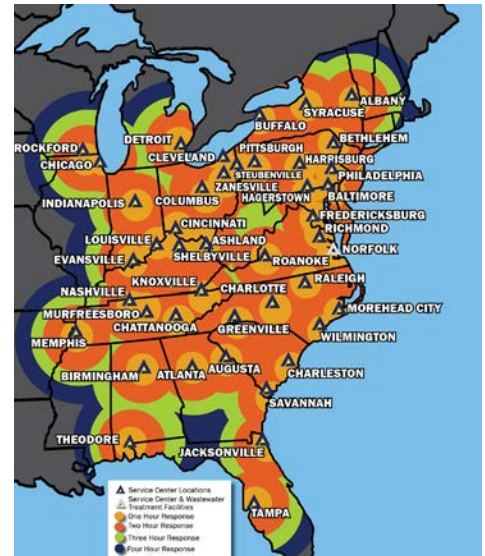 ALBANY
SYRACUSE
BUFFALO
DETROIT
BETHLEHEM
ROCKFORD
CLEVELAND
PITTSBURGH
HARRISBURG
CHICAGO
STEUBENVILLE
PHILADELPHIA
ZANESVILLE
INDIANAPOLIS
COLUMBUS
HAGERSTOWN
BALTIMORE
CINCINNATI
FREDERICKSBURG
RICHMOND
LOUISVILLE
ASHLAND
NORFOLK
SHELBYVILLE
EVANSVILLE
ROANOKE
KNOXVILLE
RALEIGH
NASHVILLE
CHARLOTTE
MURFREESBORO
MOREHEAD CITY
CHATTANOOGA
GREENVILLE
MEMPHIS
WILMINGTON
BIRMINGHAM
ATLANTA
AUGUSTA
CHARLESTON
SAVANNAH
THEODORE
JACKSONVILLE
TAMPA
Service Center Locations
Service Center & Wastewater
Treatment Facilities
One Hour Response
Two Hour Response
Three Hour Response
Four Hour Response